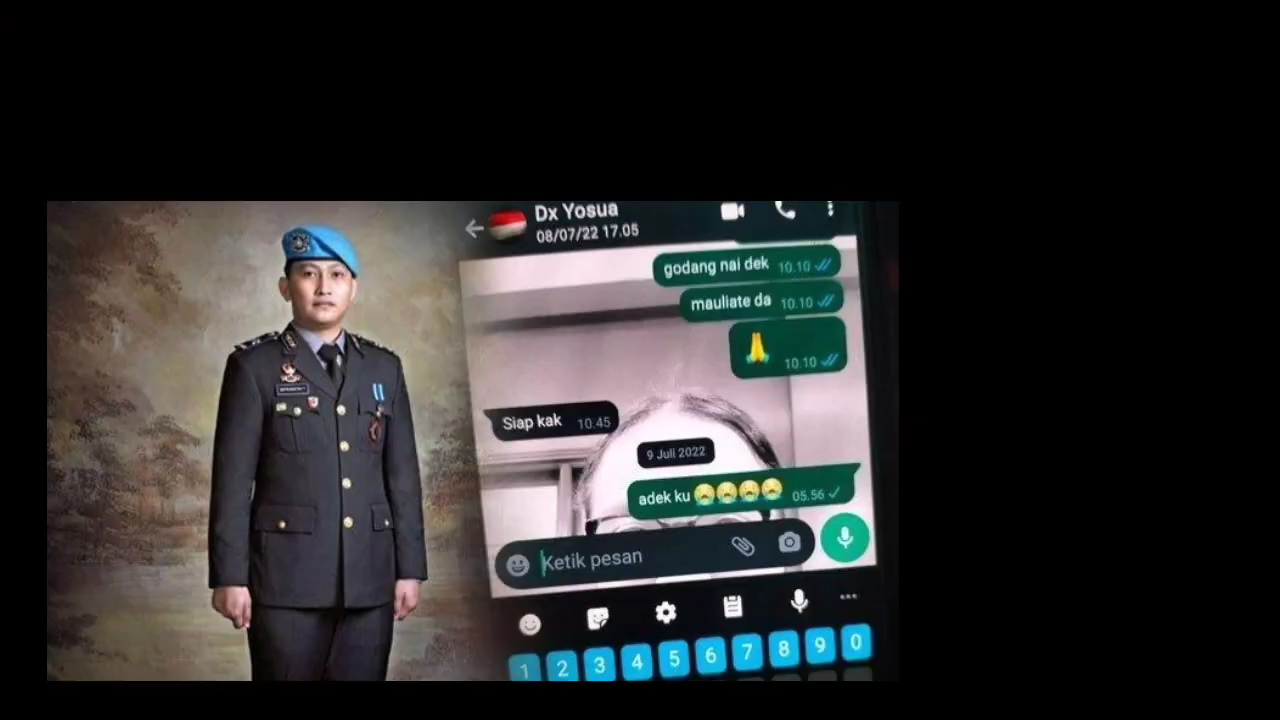 Dx Yosua
08/07/22 17.05
godang nai dek 10.10
mauliate da 10.10
10.10
Siap kak 10.45
9 Juli 2022
adek ku 05.56
Ketik pesan
1 2 3 4 5 6 7 8 9 0